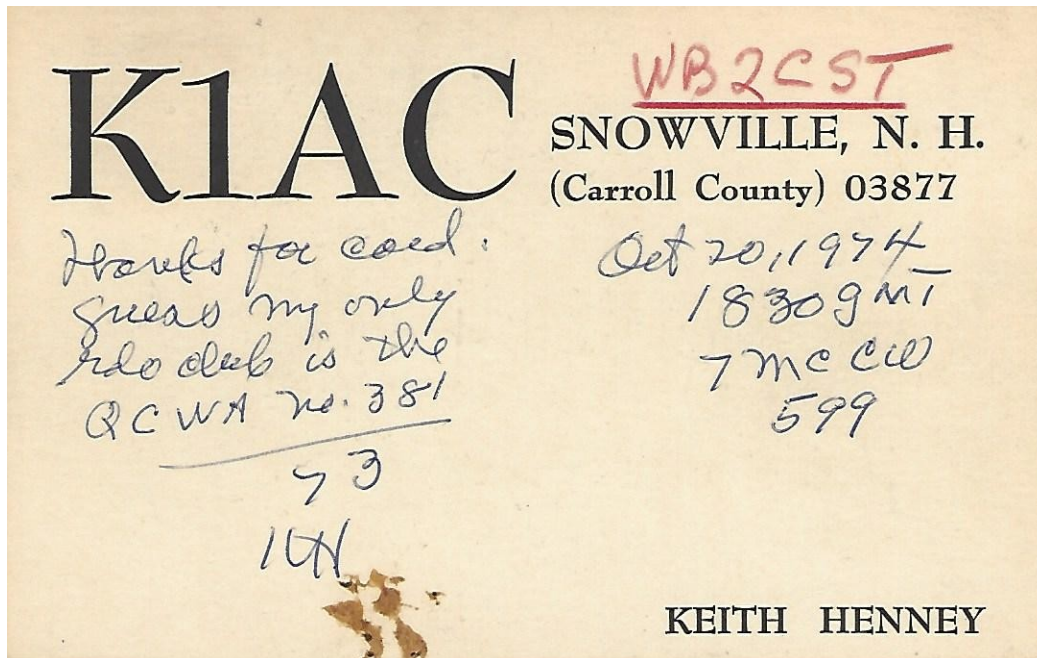 K1AC
WB2CST
SNOWVILLE, N. H.
(Carroll County) 03877
Thanks for card.
Guess my only
rdo club is the
QCWA no. 381
73
KH
Oct 20, 1974
1830 gMT
7 Mc CW
599
KEITH HENNEY